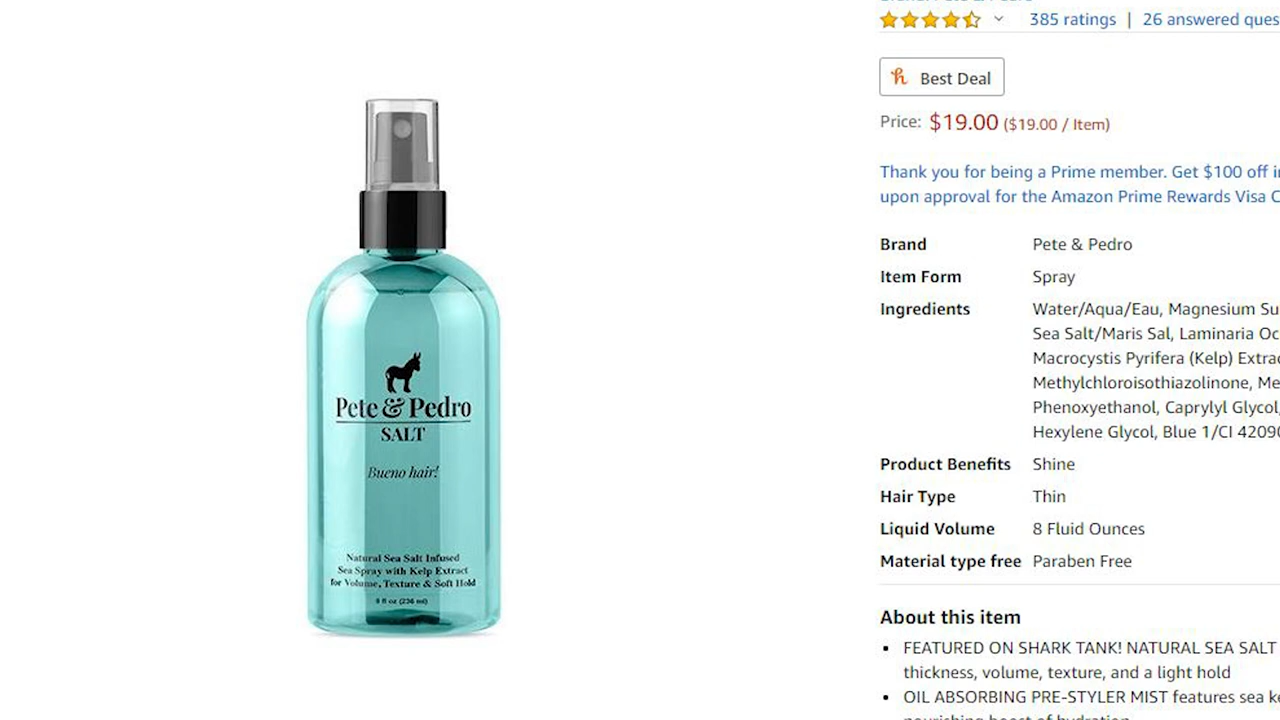 385 ratings | 26 answered ques
Best Deal
Price: $19.00 ($19.00 / Item)
Thank you for being a Prime member. Get $100 off i
upon approval for the Amazon Prime Rewards Visa C
Brand Pete & Pedro
Item Form Spray
Ingredients Water/Aqua/Eau, Magnesium Su
Sea Salt/Maris Sal, Laminaria Oc
Macrocystis Pyrifera (Kelp) Extrac
Methylchloroisothiazolinone, Me
Phenoxyethanol, Caprylyl Glycol,
Hexylene Glycol, Blue 1/CI 42090
Product Benefits Shine
Hair Type Thin
Liquid Volume 8 Fluid Ounces
Material type free Paraben Free
About this item
FEATURED ON SHARK TANK! NATURAL SEA SALT
thickness, volume, texture, and a light hold
OIL ABSORBING PRE-STYLER MIST features sea ke
Pete & Pedro
SALT
Bueno hair!
Natural Sea Salt Infused
Sea Spray with Kelp Extract
for Volume, Texture & Soft Hold
8 fl oz (236 ml)